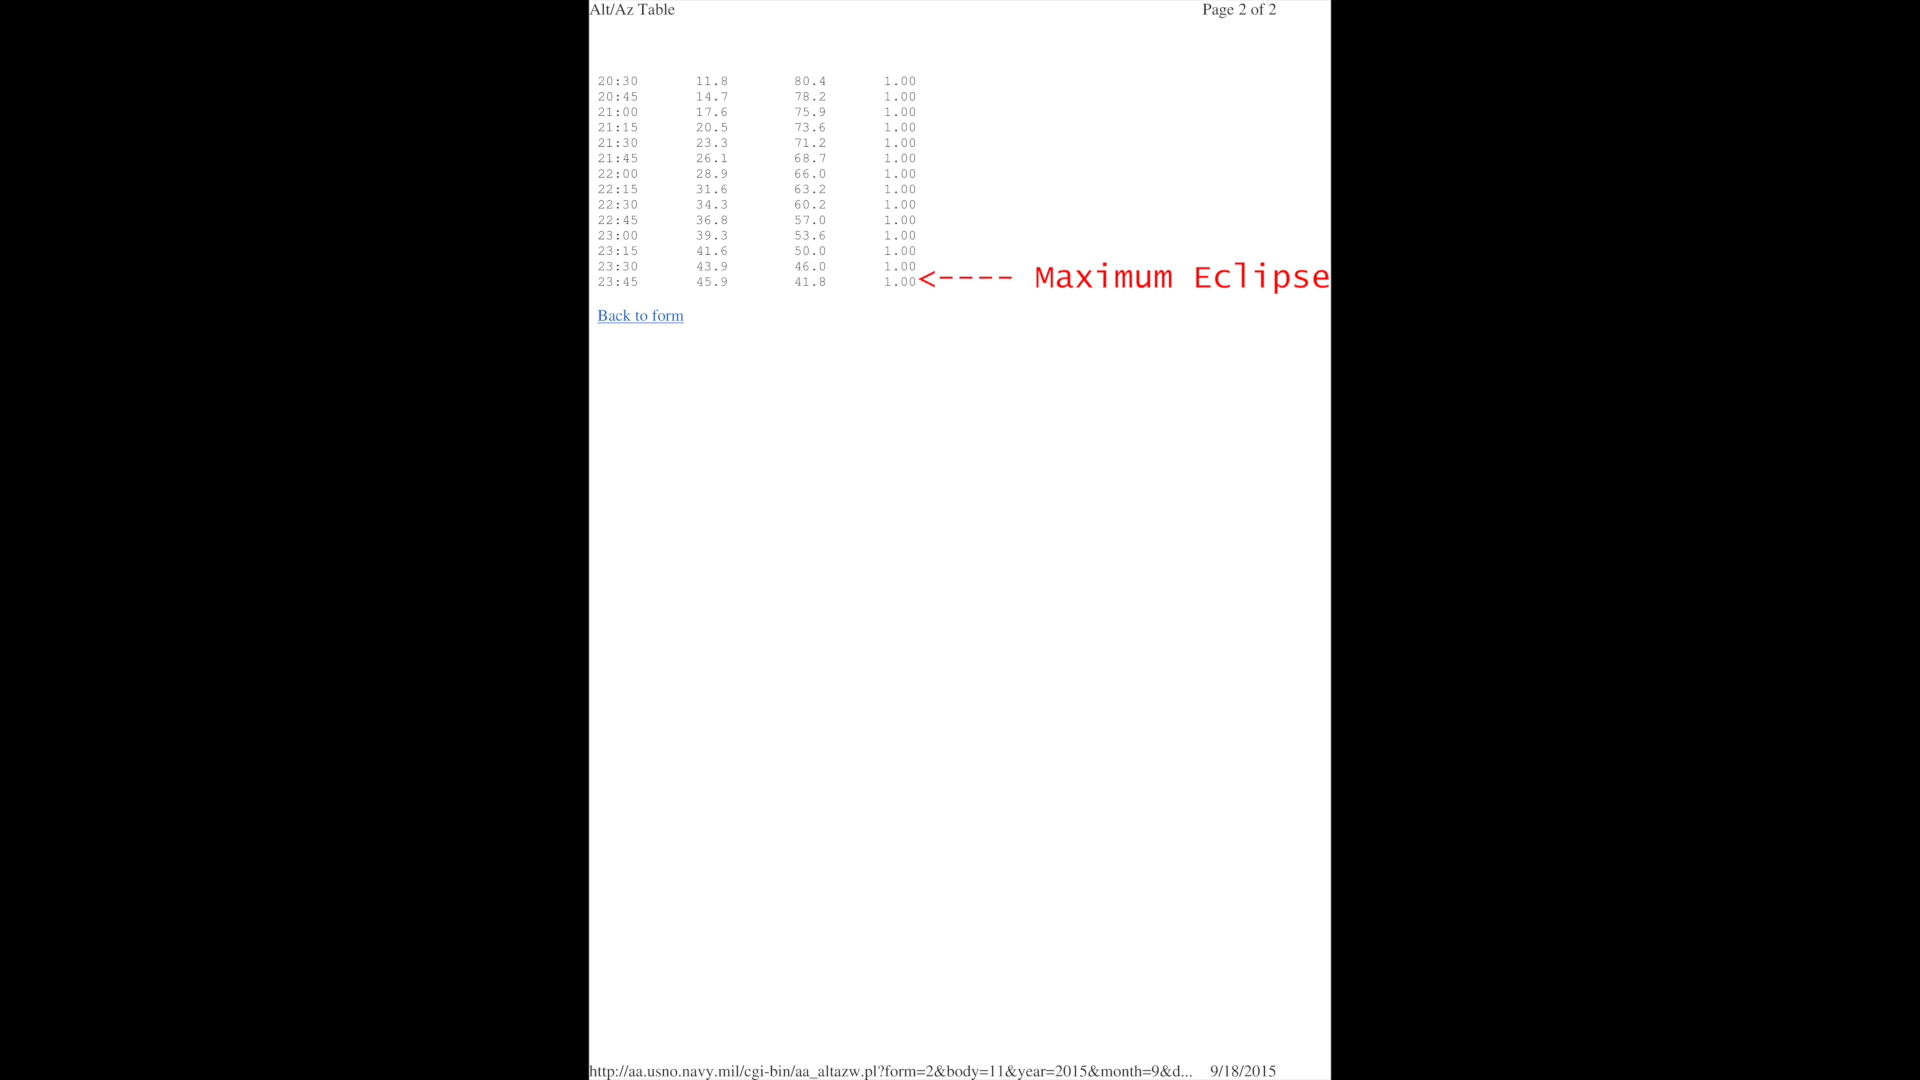 Alt/Az Table Page 2 of 2
20:30 11.8 80.4 1.00
20:45 14.7 78.2 1.00
21:00 17.6 75.9 1.00
21:15 20.5 73.6 1.00
21:30 23.3 71.2 1.00
21:45 26.1 68.7 1.00
22:00 28.9 66.0 1.00
22:15 31.6 63.2 1.00
22:30 34.3 60.2 1.00
22:45 36.8 57.0 1.00
23:00 39.3 53.6 1.00
23:15 41.6 50.0 1.00
23:30 43.9 46.0 1.00
23:45 45.9 41.8 1.00 <---- Maximum Eclipse
Back to form
http://aa.usno.navy.mil/cgi-bin/aa_altazw.pl?form=2&body=11&year=2015&month=9&d... 9/18/2015